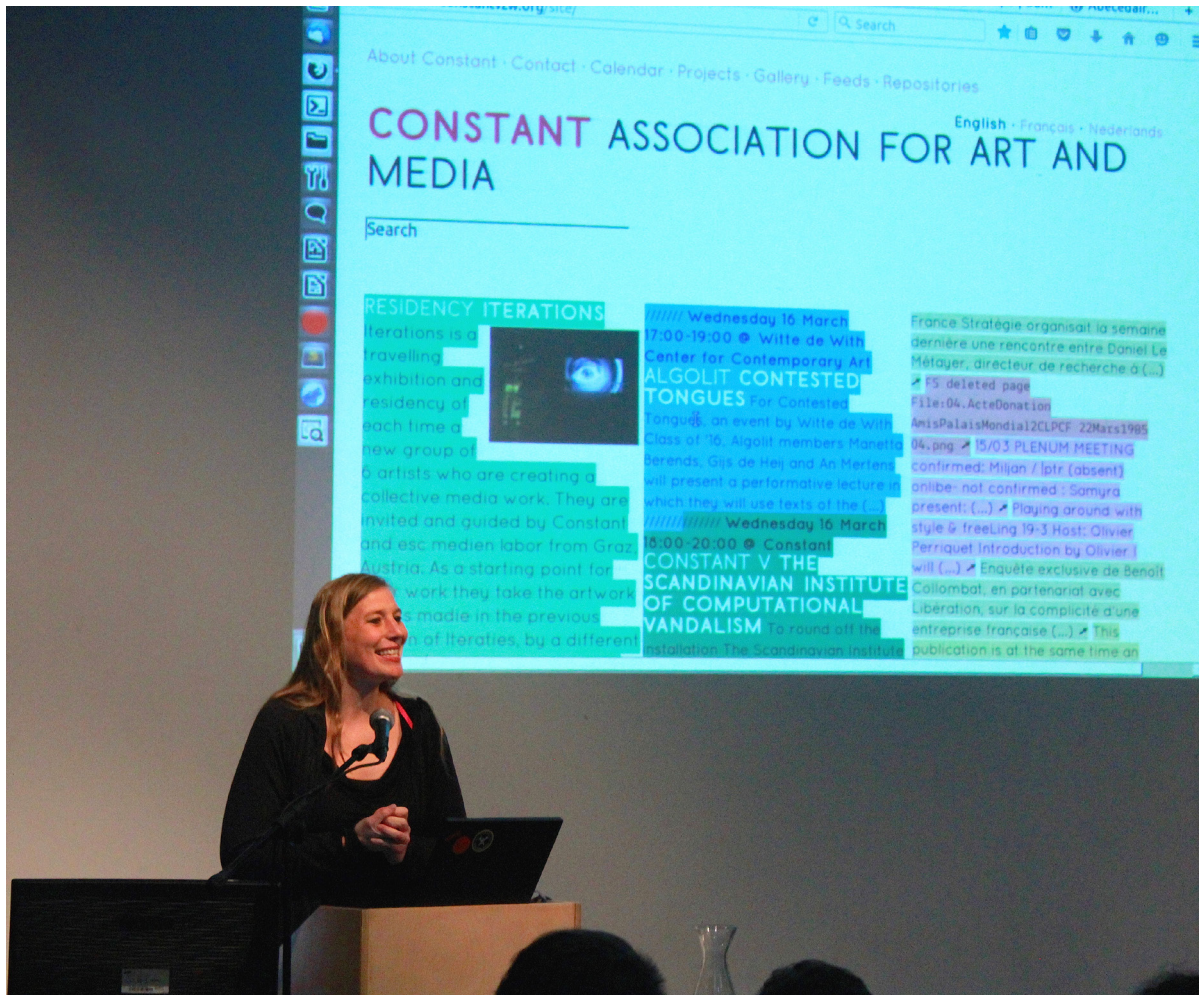 constantvzw.org/site/
Search
Abecedair...
About Constant · Contact · Calendar · Projects · Gallery · Feeds · Repositories
English · Français · Nederlands
CONSTANT ASSOCIATION FOR ART AND
MEDIA
Search
RESIDENCY ITERATIONS
Iterations is a
travelling
exhibition and
residency of
each time a
new group of
6 artists who are creating a
collective media work. They are
invited and guided by Constant
and esc medien labor from Graz,
Austria. As a starting point for
work they take the artwork
madie in the previous
of Iteraties, by a different
/////// Wednesday 16 March
17:00-19:00 @ Witte de With
Center for Contemporary Art
ALGOLIT CONTESTED
TONGUES For Contested
Tongues, an event by Witte de With
Class of '16, Algolit members Manetta
Berends, Gijs de Heij and An Mertens
will present a performative lecture in
which they will use texts of the (...)
///////////// Wednesday 16 March
18:00-20:00 @ Constant
CONSTANT V THE
SCANDINAVIAN INSTITUTE
OF COMPUTATIONAL
VANDALISM To round off the
installation The Scandinavian Institute
France Stratégie organisait la semaine
dernière une rencontre entre Daniel Le
Métayer, directeur de recherche à (...)
↗ FS deleted page
File:04.ActeDonation
AmisPalaisMondial2CLPCF 22Mars1985
04.png ↗ 15/03 PLENUM MEETING
confirmed: Miljan / lptr (absent)
onlibe- not confirmed : Samyra
present: (...) ↗ Playing around with
style & freeLing 19-3 Host: Olivier
Perriquet Introduction by Olivier I
will (...) ↗ Enquête exclusive de Benoît
Collombat, en partenariat avec
Libération, sur la complicité d'une
entreprise française (...) ↗ This
publication is at the same time an